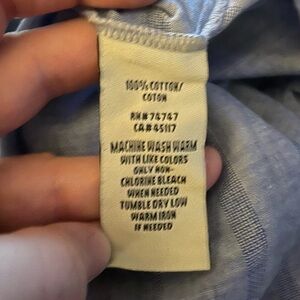 100% COTTON/
COTON
RN# 74747
CA# 45117
MACHINE WASH WARM
WITH LIKE COLORS
ONLY NON-
CHLORINE BLEACH
WHEN NEEDED
TUMBLE DRY LOW
WARM IRON
IF NEEDED